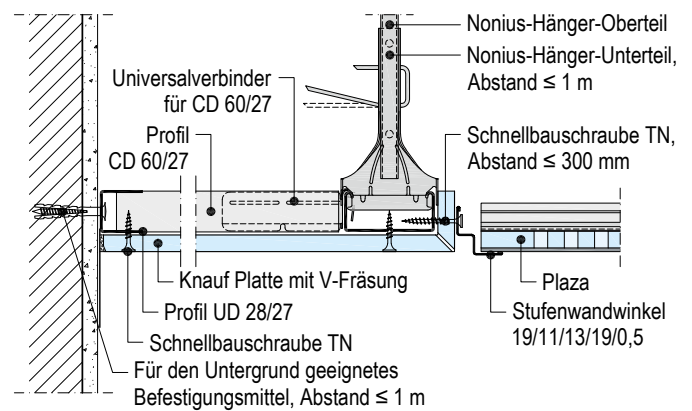 Nonius-Hänger-Oberteil
Nonius-Hänger-Unterteil,
Abstand ≤ 1 m
Universalverbinder
für CD 60/27
Profil
CD 60/27
Schnellbauschraube TN,
Abstand ≤ 300 mm
Knauf Platte mit V-Fräsung
Profil UD 28/27
Schnellbauschraube TN
Für den Untergrund geeignetes
Befestigungsmittel, Abstand ≤ 1 m
Plaza
Stufenwandwinkel
19/11/13/19/0,5